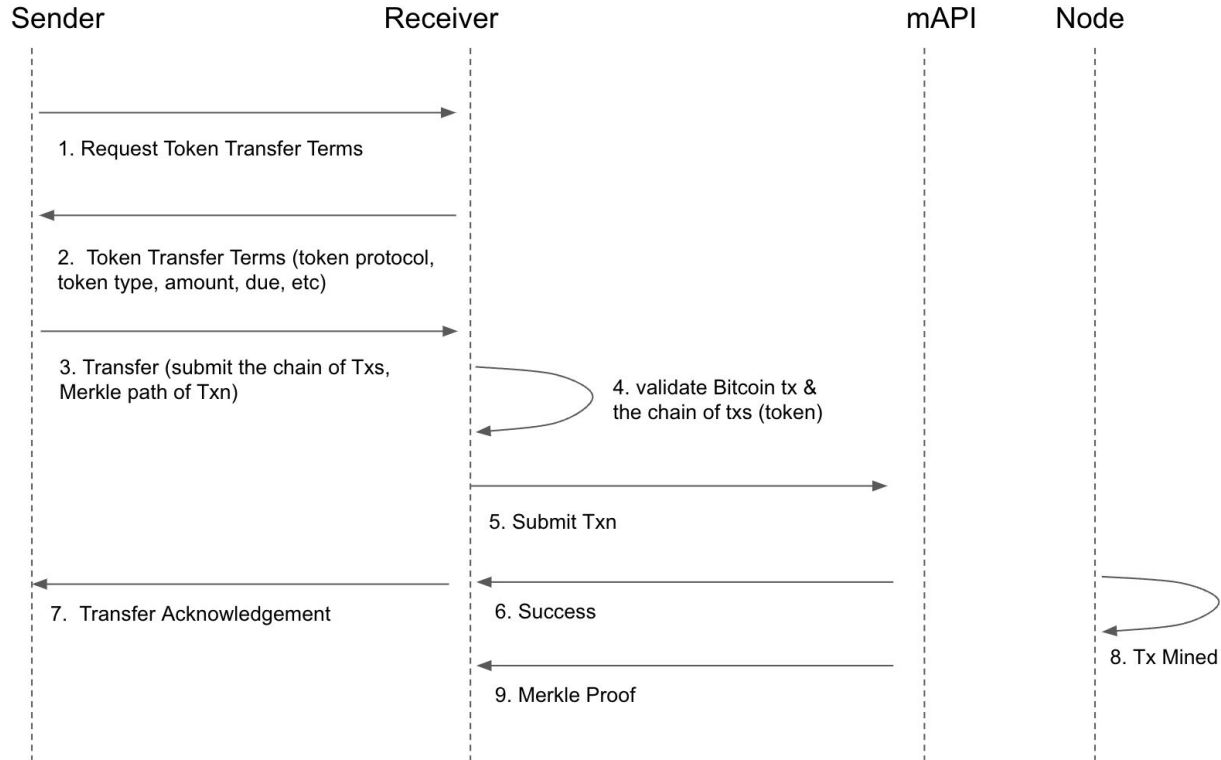 Sender
Receiver
mAPI
Node
1. Request Token Transfer Terms
2. Token Transfer Terms (token protocol,
token type, amount, due, etc)
3. Transfer (submit the chain of Txs,
Merkle path of Txn)
4. validate Bitcoin tx &
the chain of txs (token)
5. Submit Txn
6. Success
7. Transfer Acknowledgement
8. Tx Mined
9. Merkle Proof